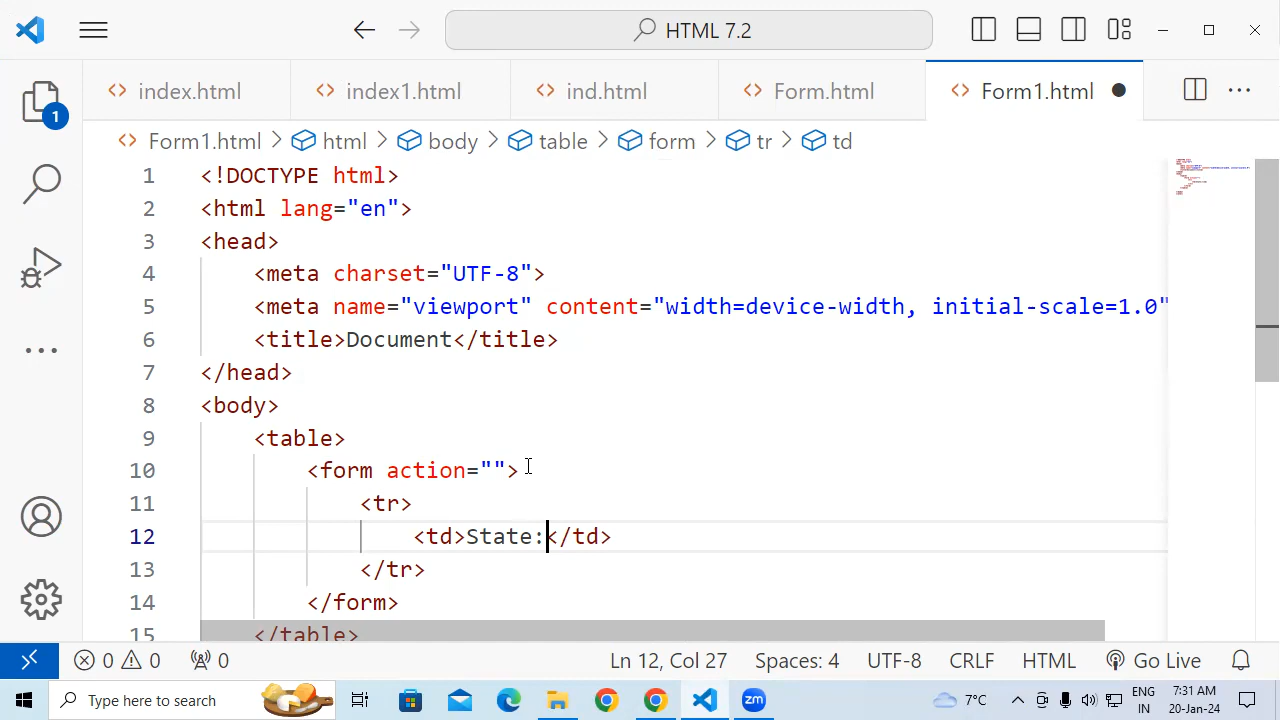 HTML 7.2
index.html
index1.html
ind.html
Form.html
Form1.html
1
Form1.html > html > body > table > form > tr > td
1 <!DOCTYPE html>
2 <html lang="en">
3 <head>
4 <meta charset="UTF-8">
5 <meta name="viewport" content="width=device-width, initial-scale=1.0"
6 <title>Document</title>
7 </head>
8 <body>
9 <table>
10 <form action="">
11 <tr>
12 <td>State:</td>
13 </tr>
14 </form>
15 </table>
0 0 0 Ln 12, Col 27 Spaces: 4 UTF-8 CRLF HTML Go Live
Type here to search zm 7°C ENG IN 7:31 AM 20-Jan-24